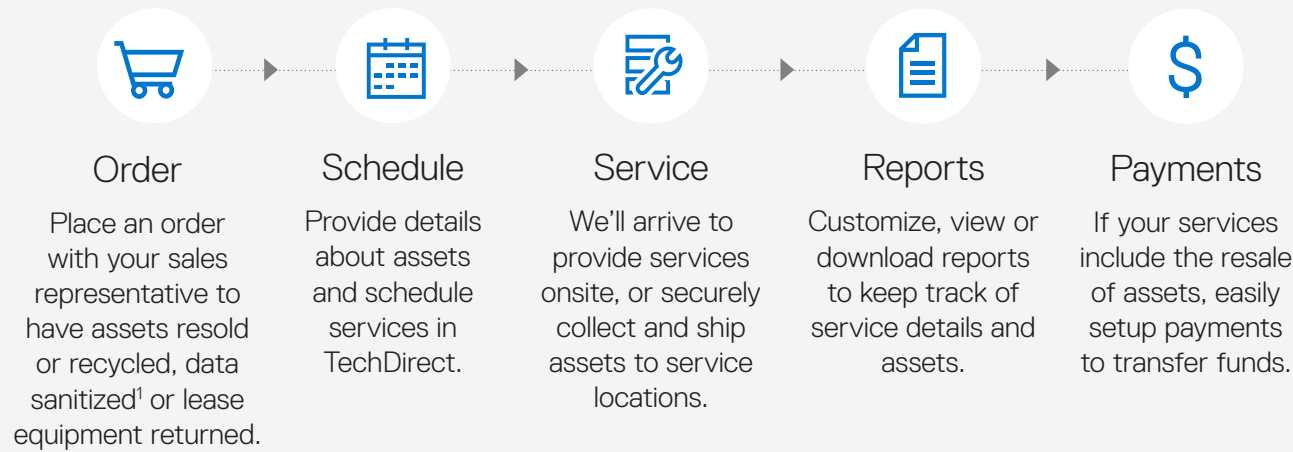 Order
Place an order
with your sales
representative to
have assets resold
or recycled, data
sanitized¹ or lease
equipment returned.
Schedule
Provide details
about assets
and schedule
services in
TechDirect.
Service
We’ll arrive to
provide services
onsite, or securely
collect and ship
assets to service
locations.
Reports
Customize, view or
download reports
to keep track of
service details and
assets.
Payments
If your services
include the resale
of assets, easily
setup payments
to transfer funds.